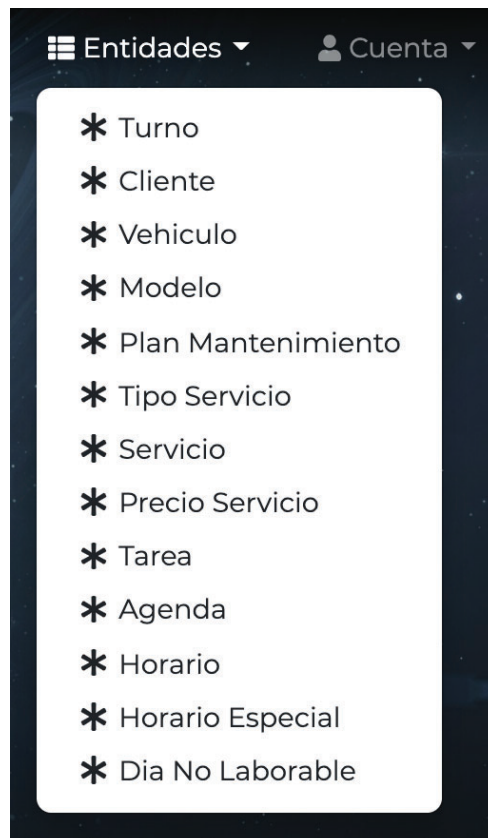 Entidades Cuenta
Turno
Cliente
Vehiculo
Modelo
Plan Mantenimiento
Tipo Servicio
Servicio
Precio Servicio
Tarea
Agenda
Horario
Horario Especial
Dia No Laborable